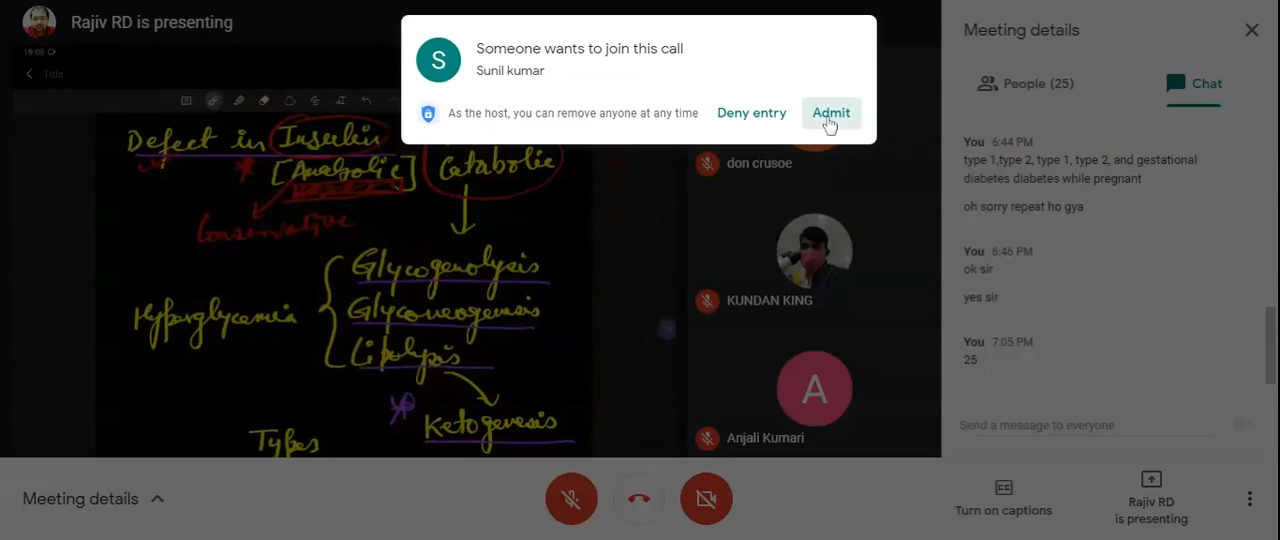 Rajiv RD is presenting
19:08
Title
Someone wants to join this call
S
Sunil kumar
As the host, you can remove anyone at any time
Deny entry
Admit
Defect in Insulin
[Anabolic]
Catabolic
Conservative
Hyperglycemia
Glycogenolysis
Glyconeogenesis
Lipolysis
Ketogenesis
Types
don crusoe
KUNDAN KING
A
Anjali Kumari
Meeting details
People (25)
Chat
You 6:44 PM
type 1,type 2, type 1, type 2, and gestational
diabetes diabetes while pregnant
oh sorry repeat ho gya
You 6:46 PM
ok sir
yes sir
You 7:05 PM
25
Send a message to everyone
Meeting details
CC
Turn on captions
Rajiv RD
is presenting